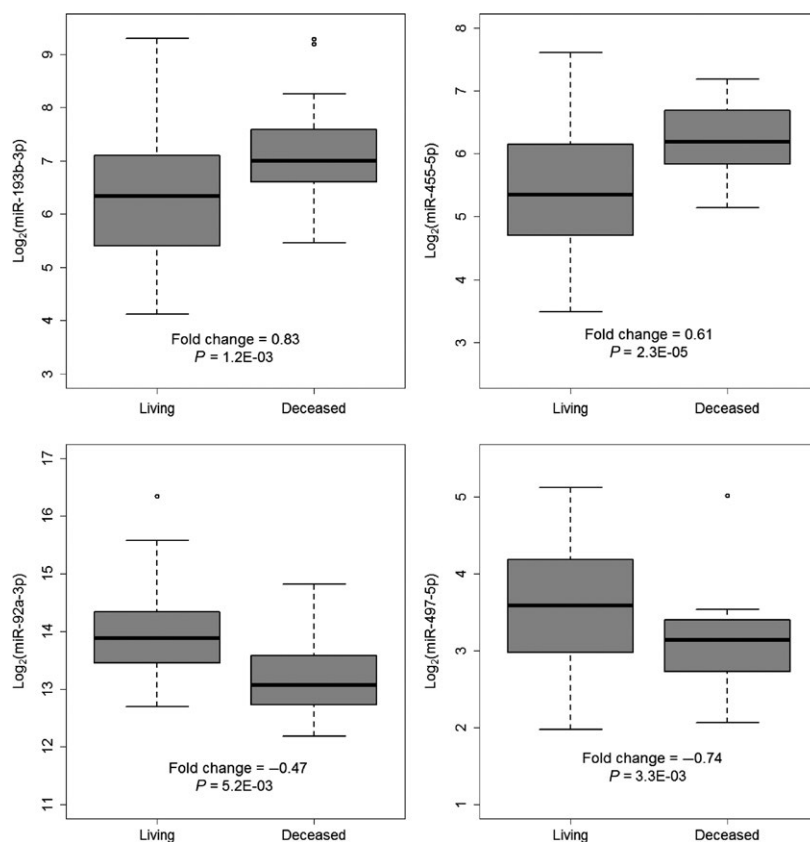 Log2(miR-193b-3p)
9
8
7
6
5
4
3
Fold change = 0.83
P = 1.2E-03
Living
Deceased
Log2(miR-455-5p)
8
7
6
5
4
3
Fold change = 0.61
P = 2.3E-05
Living
Deceased
Log2(miR-92a-3p)
17
16
15
14
13
12
11
Fold change = –0.47
P = 5.2E-03
Living
Deceased
Log2(miR-497-5p)
5
4
3
2
1
Fold change = –0.74
P = 3.3E-03
Living
Deceased